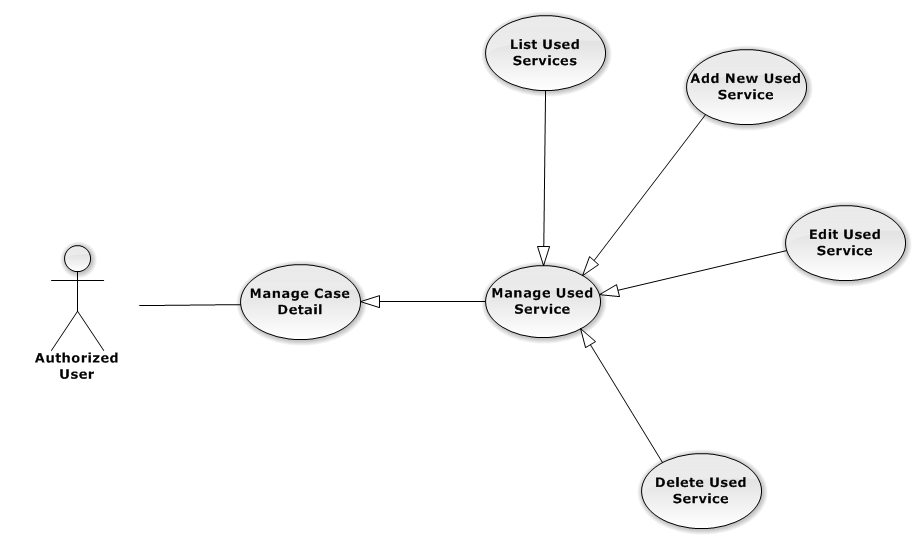 List Used
Services
Add New Used
Service
Edit Used
Service
Manage Case
Detail
Manage Used
Service
Authorized
User
Delete Used
Service